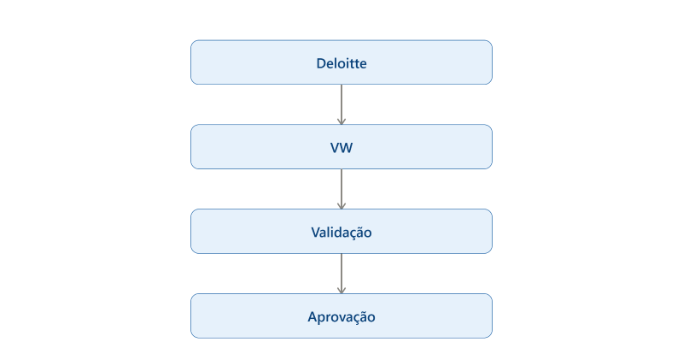 Deloitte
VW
Validação
Aprovação